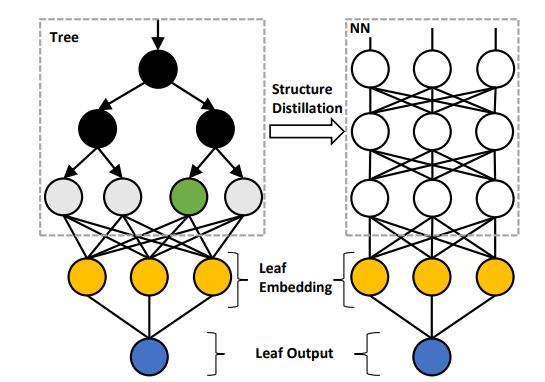 Tree
NN
Structure
Distillation
Leaf
Embedding
Leaf Output